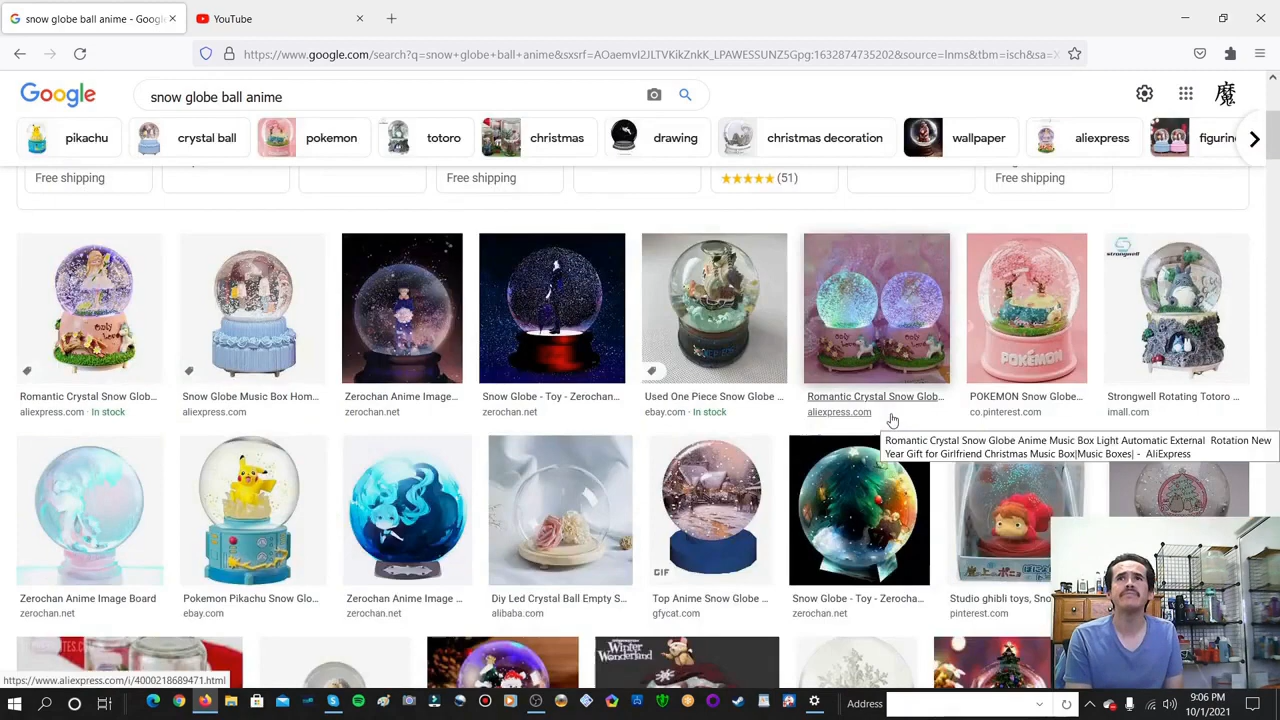 snow globe ball anime - Googl
YouTube
https://www.google.com/search?q=snow+globe+ball+anime&sxsrf=AOaemvI2JLTVKikZnkK_LPAWESSUNZ5Gpg:1632874735202&source=lnms&tbm=isch&sa=X
Google
snow globe ball anime
魔
pikachu
crystal ball
pokemon
totoro
christmas
drawing
christmas decoration
wallpaper
aliexpress
figurin
Free shipping
Free shipping
(51)
Free shipping
Only Love
POKÉMON
strongwell
Romantic Crystal Snow Glob...
Snow Globe Music Box Hom...
Zerochan Anime Image...
Snow Globe - Toy - Zerochan...
Used One Piece Snow Globe ...
Romantic Crystal Snow Glob...
POKEMON Snow Globe...
Strongwell Rotating Totoro ...
aliexpress.com · In stock
aliexpress.com
zerochan.net
zerochan.net
ebay.com · In stock
aliexpress.com
co.pinterest.com
imall.com
Romantic Crystal Snow Globe Anime Music Box Light Automatic External Rotation New
Year Gift for Girlfriend Christmas Music Box|Music Boxes| - AliExpress
GIF
Zerochan Anime Image Board
Pokemon Pikachu Snow Glo...
Zerochan Anime Image ...
Diy Led Crystal Ball Empty S...
Top Anime Snow Globe ...
Snow Globe - Toy - Zerocha...
Studio ghibli toys, Sno
zerochan.net
ebay.com
zerochan.net
alibaba.com
gfycat.com
zerochan.net
pinterest.com
Winter
Wonderland
https://www.aliexpress.com/i/4000218689471.html
Address
9:06 PM
10/1/2021